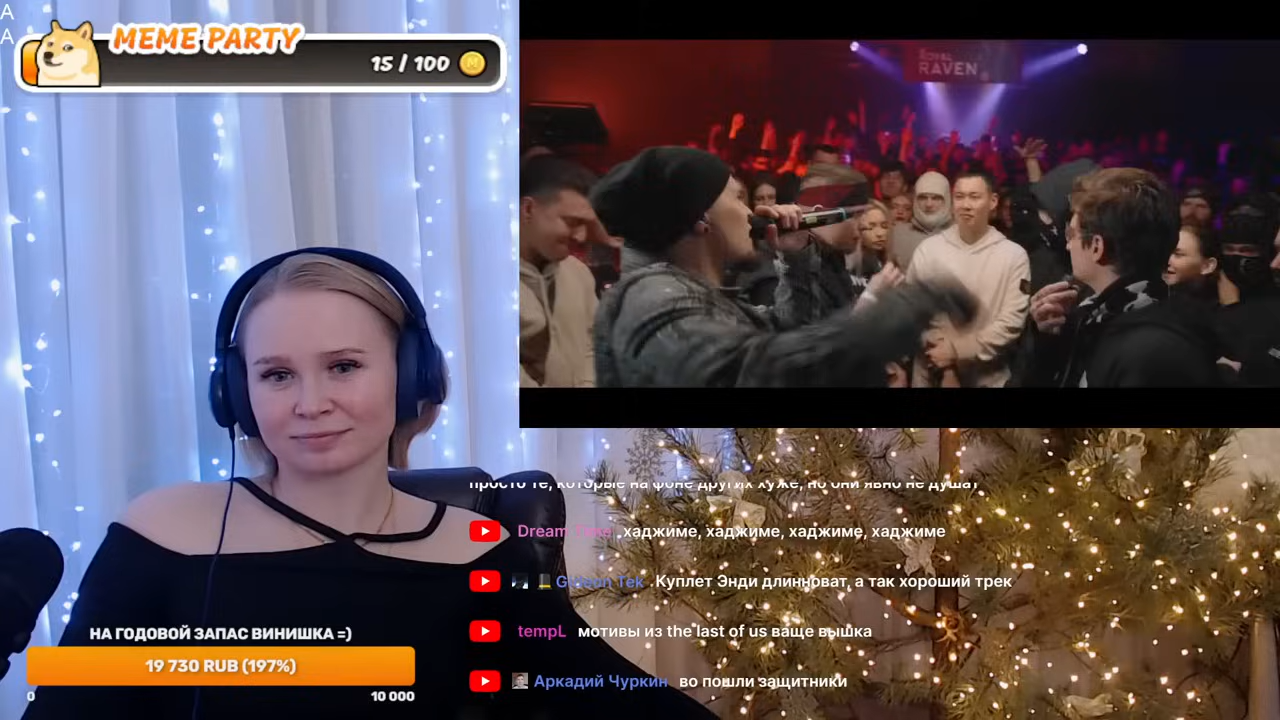 A
A
MEME PARTY
15 / 100
ROYAL
RAVEN
просто те, которые на фоне других хуже, но они явно не душат
Dream хаджиме, хаджиме, хаджиме, хаджиме
Tek Куплет Энди длинноват, а так хороший трек
tempL мотивы из the last of us ваще вышка
Аркадий Чуркин во пошли защитники
НА ГОДОВОЙ ЗАПАС ВИНИШКА =)
19 730 RUB (197%)
0
10 000